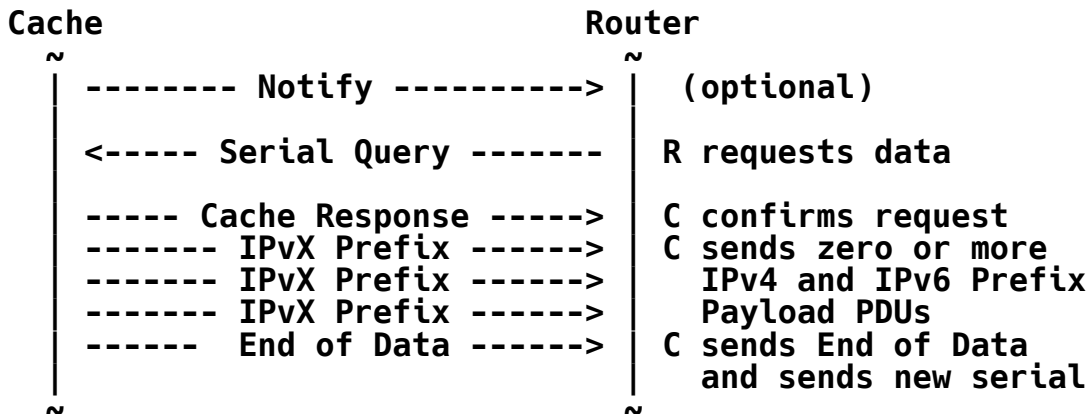 Cache                         Router
  ~                              ~
  | -------- Notify ----------> |  (optional)
  |                              |
  | <----- Serial Query ------- | R requests data
  |                              |
  | ----- Cache Response -----> | C confirms request
  | ------- IPvX Prefix ------> | C sends zero or more
  | ------- IPvX Prefix ------> |   IPv4 and IPv6 Prefix
  | ------- IPvX Prefix ------> |   Payload PDUs
  | ------  End of Data ------> | C sends End of Data
  |                              |   and sends new serial
  ~                              ~